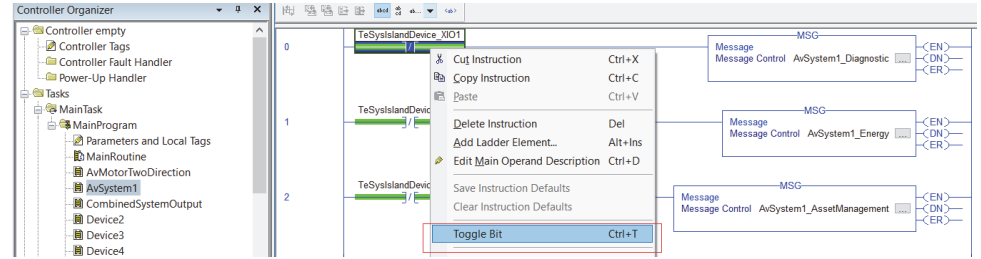 Controller Organizer
Controller empty
Controller Tags
Controller Fault Handler
Power-Up Handler
Tasks
MainTask
MainProgram
Parameters and Local Tags
MainRoutine
AvMotorTwoDirection
AvSystem1
CombinedSystemOutput
Device2
Device3
Device4
0
TeSysIslandDevice_XIO1
MSG
Message
Message Control AvSystem1_Diagnostic ...
EN
DN
ER
1
TeSysIslandDevic
MSG
Message
Message Control AvSystem1_Energy ...
EN
DN
ER
2
TeSysIslandDevic
MSG
Message
Message Control AvSystem1_AssetManagement ...
EN
DN
ER
Cut Instruction Ctrl+X
Copy Instruction Ctrl+C
Paste Ctrl+V
Delete Instruction Del
Add Ladder Element... Alt+Ins
Edit Main Operand Description Ctrl+D
Save Instruction Defaults
Clear Instruction Defaults
Toggle Bit Ctrl+T